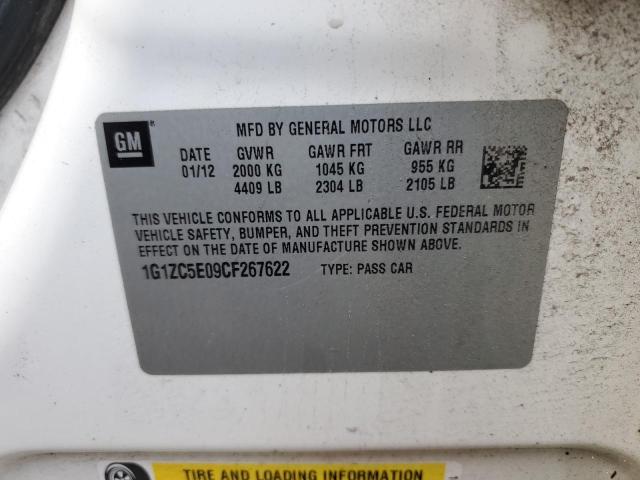 GM
MFD BY GENERAL MOTORS LLC
DATE GVWR GAWR FRT GAWR RR
01/12 2000 KG 1045 KG 955 KG
4409 LB 2304 LB 2105 LB
THIS VEHICLE CONFORMS TO ALL APPLICABLE U.S. FEDERAL MOTOR
VEHICLE SAFETY, BUMPER, AND THEFT PREVENTION STANDARDS IN
EFFECT ON THE DATE OF MANUFACTURE SHOWN ABOVE.
1G1ZC5E09CF267622 TYPE: PASS CAR
TIRE AND LOADING INFORMATION